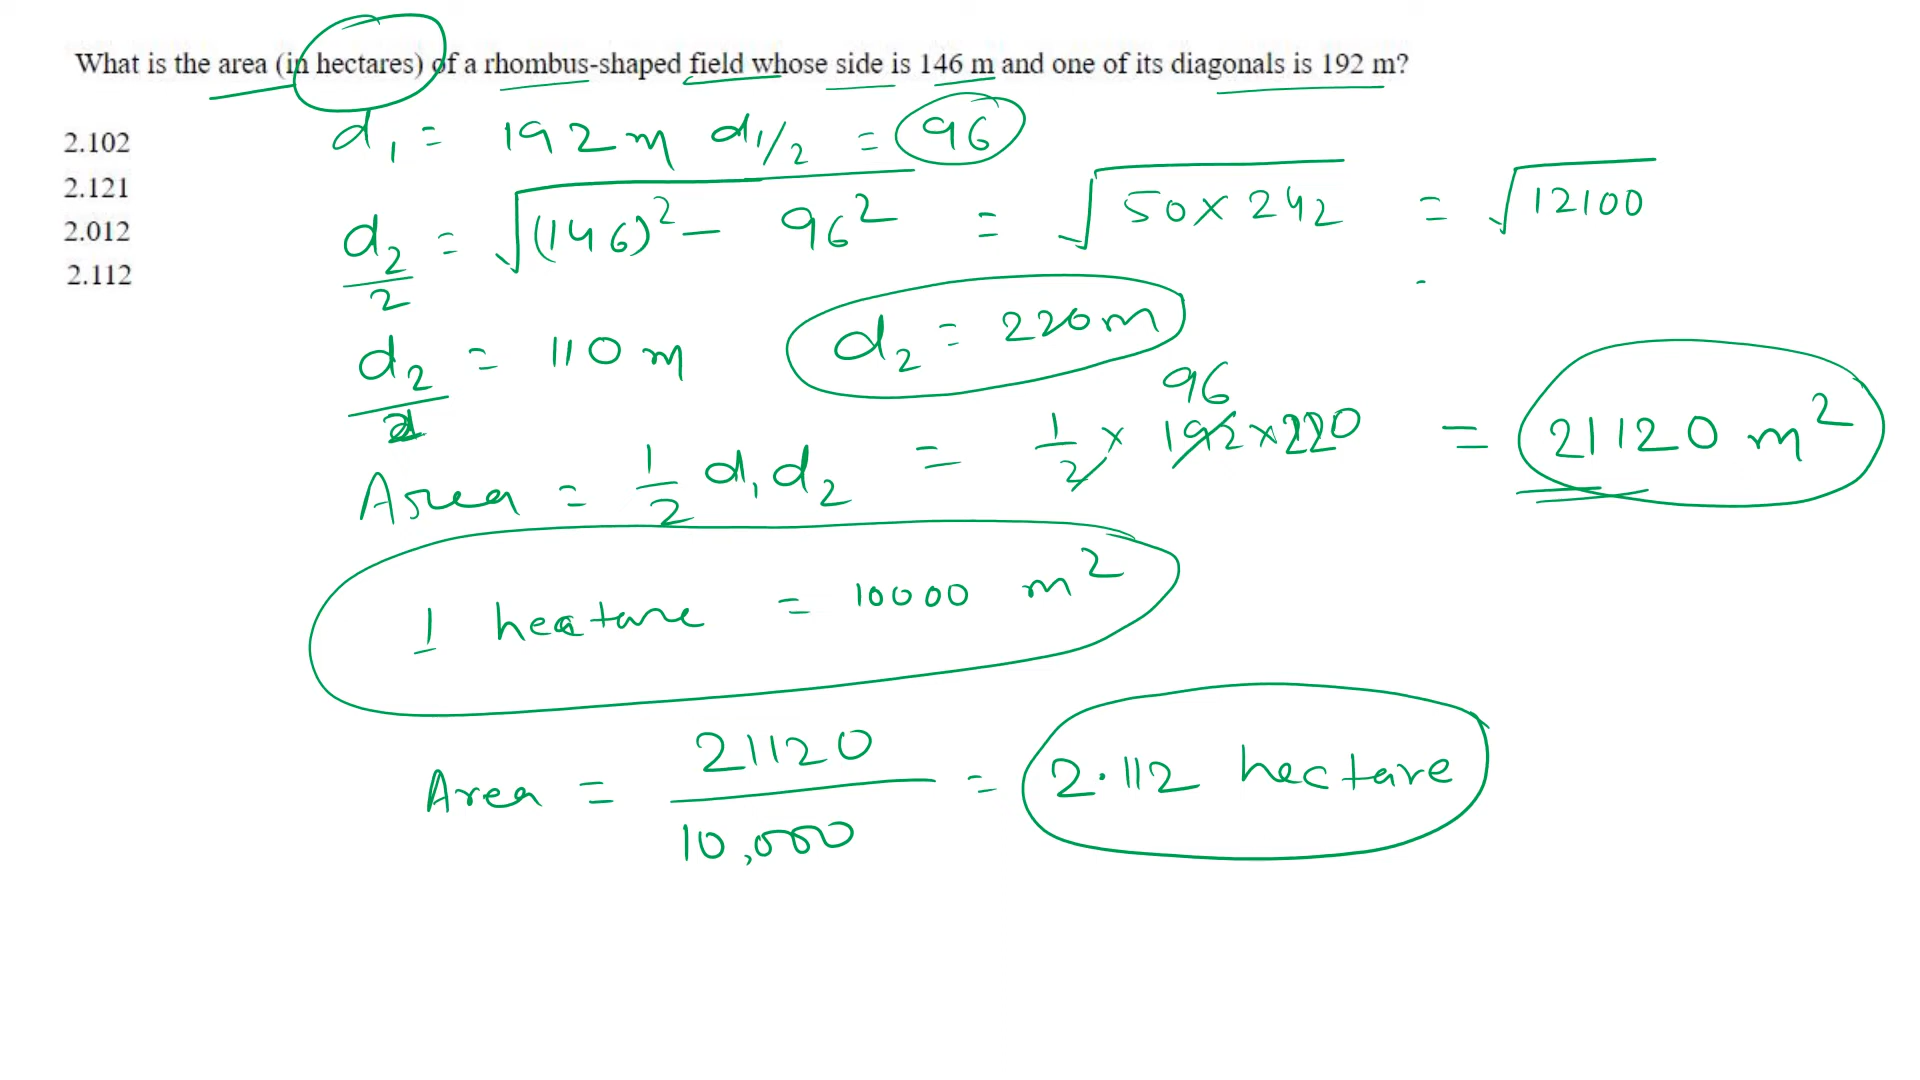 What is the area (in hectares) of a rhombus-shaped field whose side is 146 m and one of its diagonals is 192 m?
2.102
2.121
2.012
2.112
d₁ = 192 m d₁/2 = 96
d₂/2 = √((146)² - 96²) = √(50 x 242) = √12100
d₂/2 = 110 m d₂ = 220 m
Area = 1/2 d₁ d₂ = 1/2 x 192 x 220 = 21120 m²
96
1 hectare = 10000 m²
Area = 21120/10,000 = 2.112 hectare